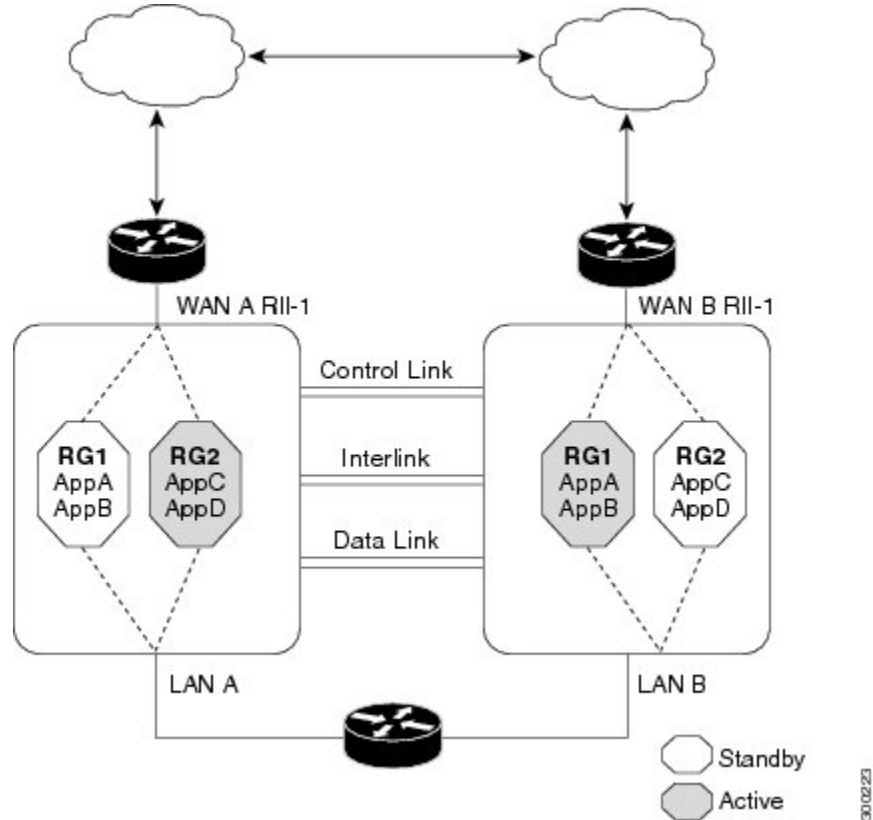 WAN A RII-1
WAN B RII-1
Control Link
RG1
AppA
AppB
RG2
AppC
AppD
Interlink
RG1
AppA
AppB
RG2
AppC
AppD
Data Link
LAN A
LAN B
Standby
Active
300223